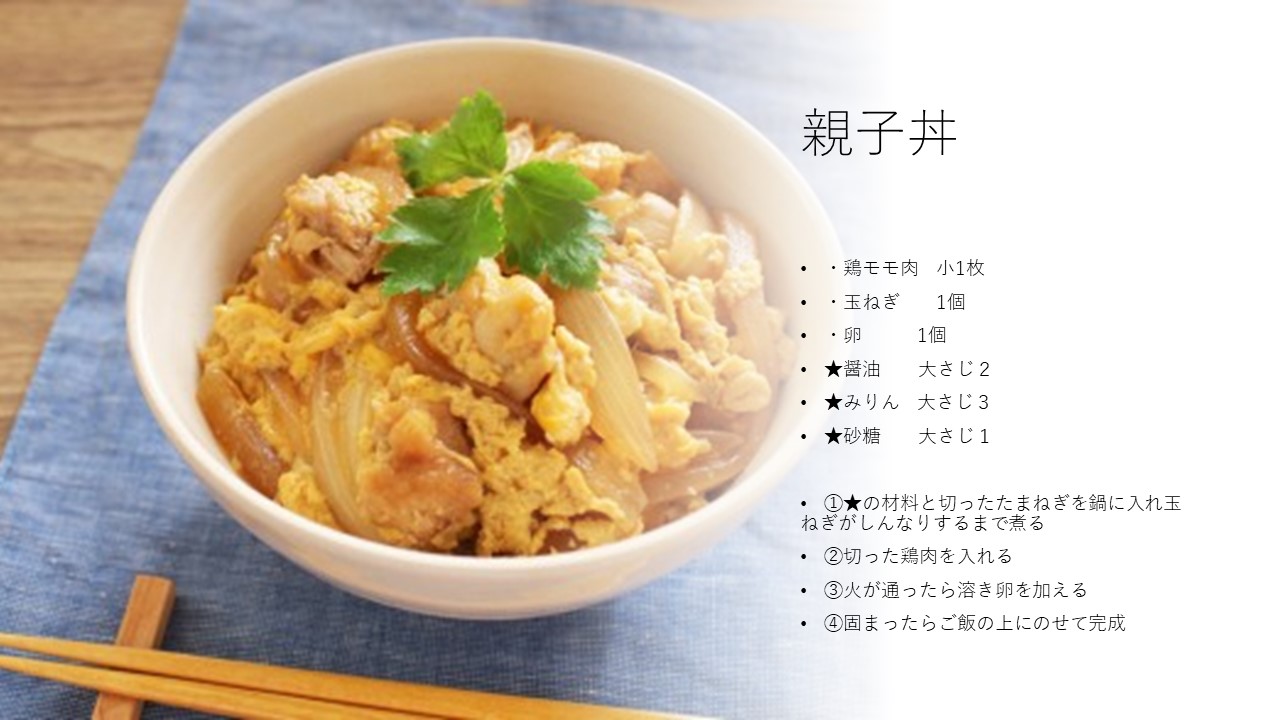 親子丼
• ・鶏モモ肉　小1枚
• ・玉ねぎ　　1個
• ・卵　　　1個
• ★醤油　　大さじ２
• ★みりん　大さじ３
• ★砂糖　　大さじ１
• ①★の材料と切ったたまねぎを鍋に入れ玉
ねぎがしんなりするまで煮る
• ②切った鶏肉を入れる
• ③火が通ったら溶き卵を加える
• ④固まったらご飯の上にのせて完成